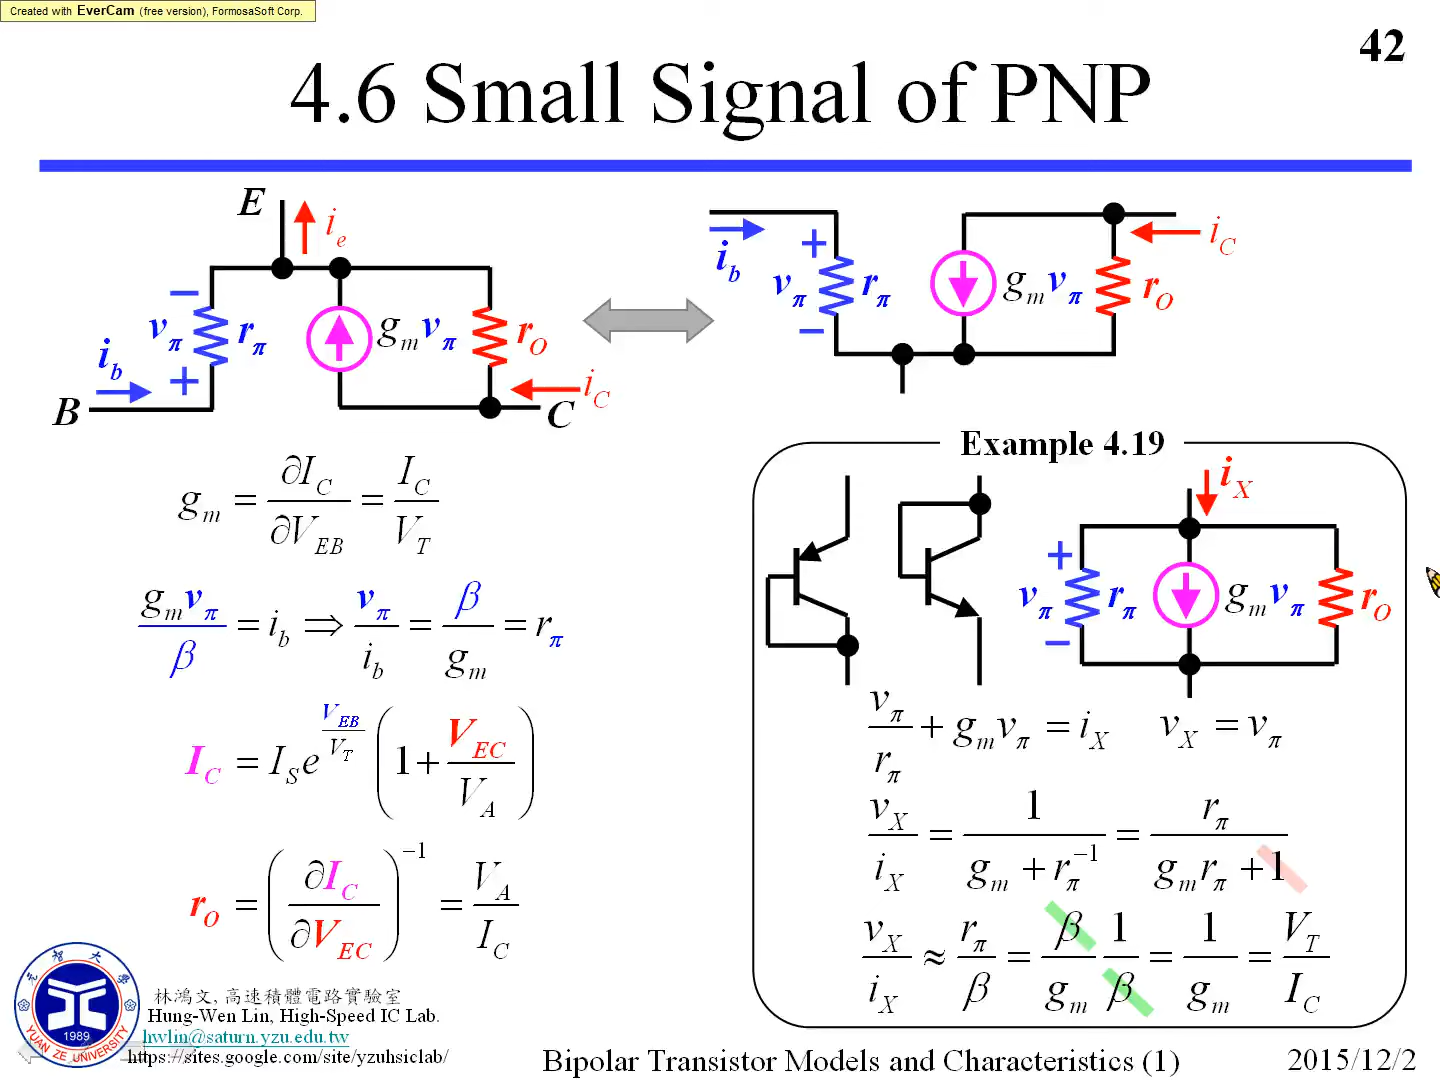 Created with EverCam (free version), FormosaSoft Corp.
42
4.6 Small Signal of PNP
E
i_e
− v_π + r_π
g_m v_π
r_O
i_b
B
i_C
C
i_b
+ v_π − r_π
g_m v_π
r_O
i_C
g_m = ∂I_C / ∂V_EB = I_C / V_T
g_m v_π / β = i_b ⇒ v_π / i_b = β / g_m = r_π
I_C = I_S e^(V_EB / V_T) (1 + V_EC / V_A)
r_O = (∂I_C / ∂V_EC)^−1 = V_A / I_C
Example 4.19
i_X
+ v_π − r_π
g_m v_π
r_O
v_π / r_π + g_m v_π = i_X v_X = v_π
v_X / i_X = 1 / (g_m + r_π^−1) = r_π / (g_m r_π + 1)
v_X / i_X ≈ r_π / β = β / g_m 1 / β = 1 / g_m = V_T / I_C
元智大學
1989
YUAN ZE UNIVERSITY
林鴻文, 高速積體電路實驗室
Hung-Wen Lin, High-Speed IC Lab.
hwlin@saturn.yzu.edu.tw
https://sites.google.com/site/yzuhsiclab/
Bipolar Transistor Models and Characteristics (1)
2015/12/2